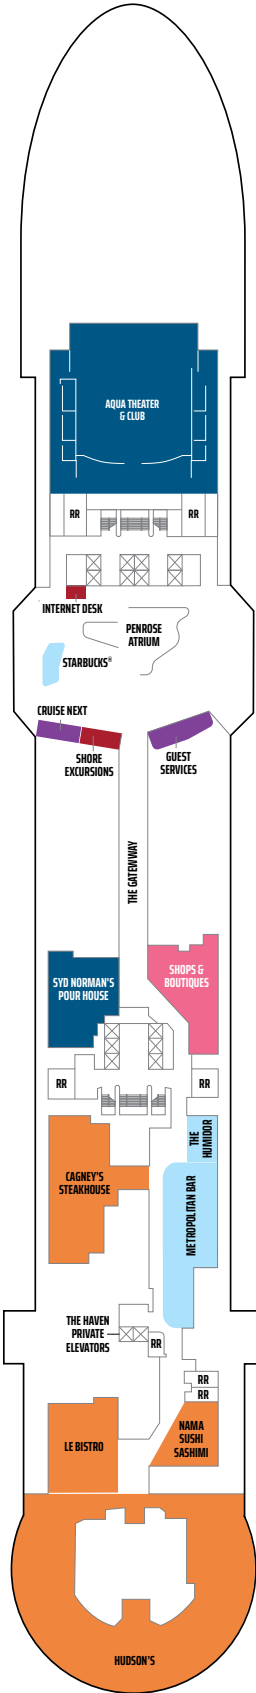 AQUA THEATER
& CLUB
RR
RR
INTERNET DESK
PENROSE
ATRIUM
STARBUCKS®
CRUISE NEXT
SHORE
EXCURSIONS
GUEST
SERVICES
THE GATEWWAY
SYD NORMAN'S
POUR HOUSE
SHOPS &
BOUTIQUES
RR
RR
THE
HUMIDOR
CAGNEY'S
STEAKHOUSE
METROPOLITAN BAR
THE HAVEN
PRIVATE
ELEVATORS
RR
RR
RR
NAMA
SUSHI
SASHIMI
LE BISTRO
HUDSON'S